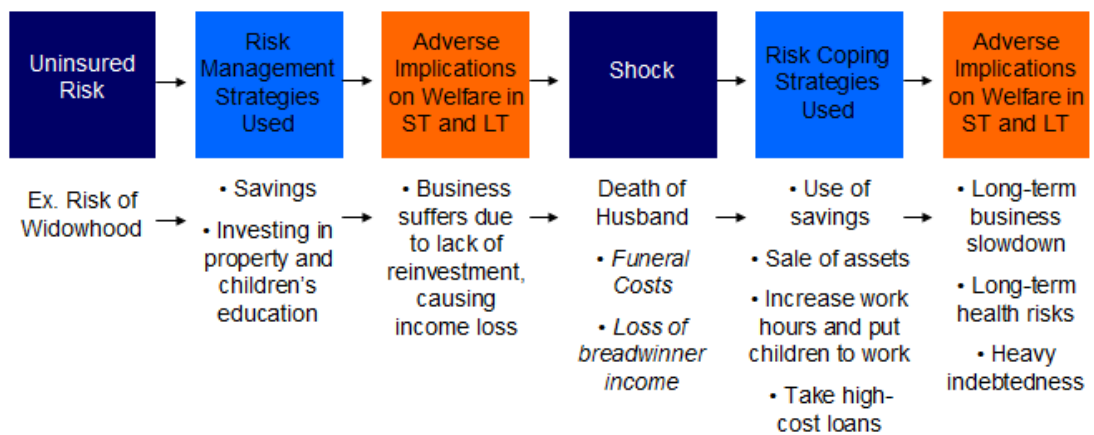 Uninsured
Risk
Risk
Management
Strategies
Used
Adverse
Implications
on Welfare in
ST and LT
Shock
Risk Coping
Strategies
Used
Adverse
Implications
on Welfare in
ST and LT
Ex. Risk of
Widowhood
• Savings
• Investing in
property and
children's
education
• Business
suffers due
to lack of
reinvestment,
causing
income loss
Death of
Husband
• Funeral
Costs
• Loss of
breadwinner
income
• Use of
savings
• Sale of assets
• Increase work
hours and put
children to work
• Take high-
cost loans
• Long-term
business
slowdown
• Long-term
health risks
• Heavy
indebtedness